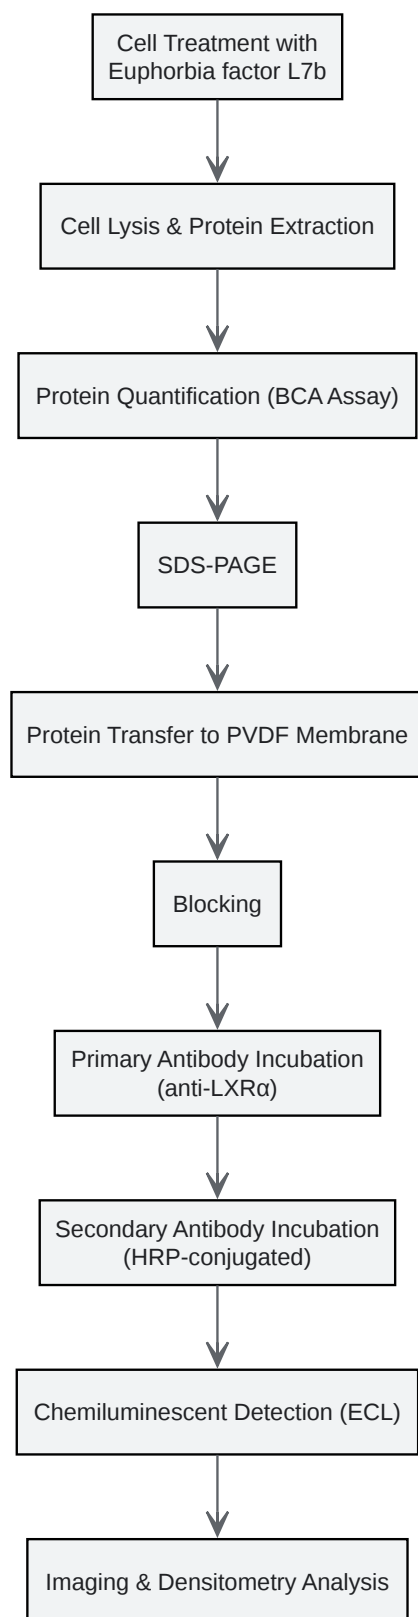 Cell Treatment with
Euphorbia factor L7b
Cell Lysis & Protein Extraction
Protein Quantification (BCA Assay)
SDS-PAGE
Protein Transfer to PVDF Membrane
Blocking
Primary Antibody Incubation
(anti-LXRα)
Secondary Antibody Incubation
(HRP-conjugated)
Chemiluminescent Detection (ECL)
Imaging & Densitometry Analysis